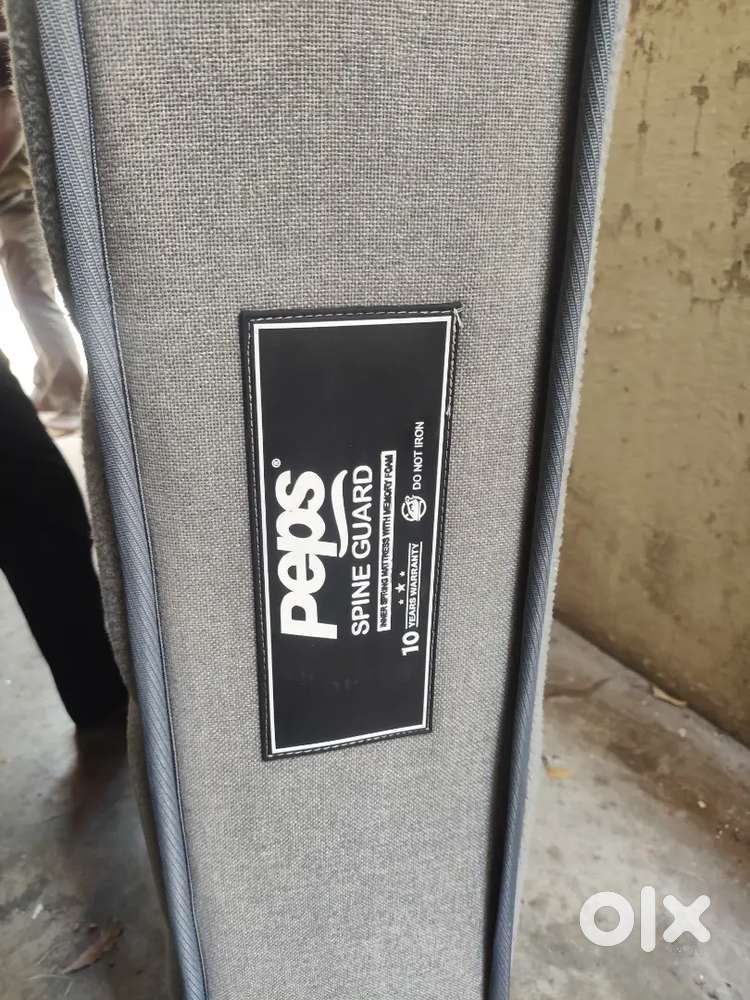 peps®
SPINE GUARD
INNER SPRING MATTRESS WITH MEMORY FOAM
10 YEARS WARRANTY
DO NOT IRON
olx